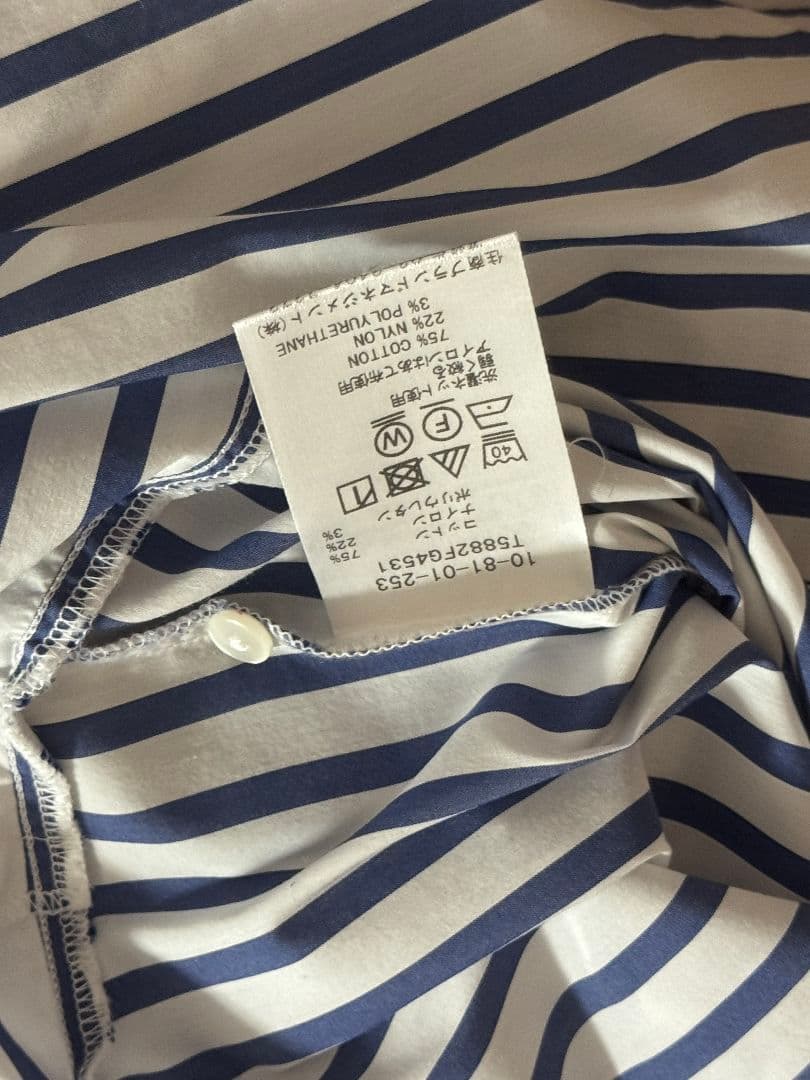 10-81-01-253
T5882FG4531
コットン 75%
ナイロン 22%
ポリウレタン 3%
40
F W
洗濯ネット使用
弱く絞る
アイロンはあて布使用
75% COTTON
22% NYLON
3% POLYURETHANE
住商ブランドマネジメント(株)